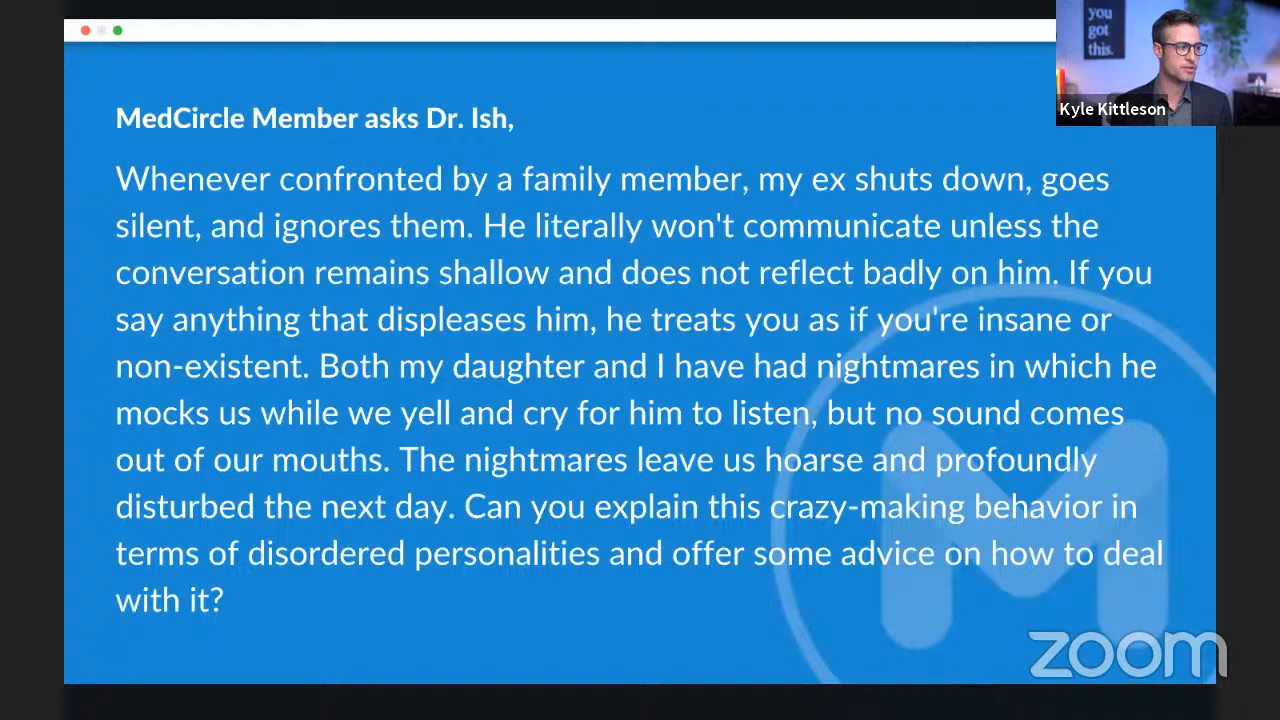 you
got
this.
Kyle Kittleson
MedCircle Member asks Dr. Ish,
Whenever confronted by a family member, my ex shuts down, goes
silent, and ignores them. He literally won't communicate unless the
conversation remains shallow and does not reflect badly on him. If you
say anything that displeases him, he treats you as if you're insane or
non-existent. Both my daughter and I have had nightmares in which he
mocks us while we yell and cry for him to listen, but no sound comes
out of our mouths. The nightmares leave us hoarse and profoundly
disturbed the next day. Can you explain this crazy-making behavior in
terms of disordered personalities and offer some advice on how to deal
with it?
zoom